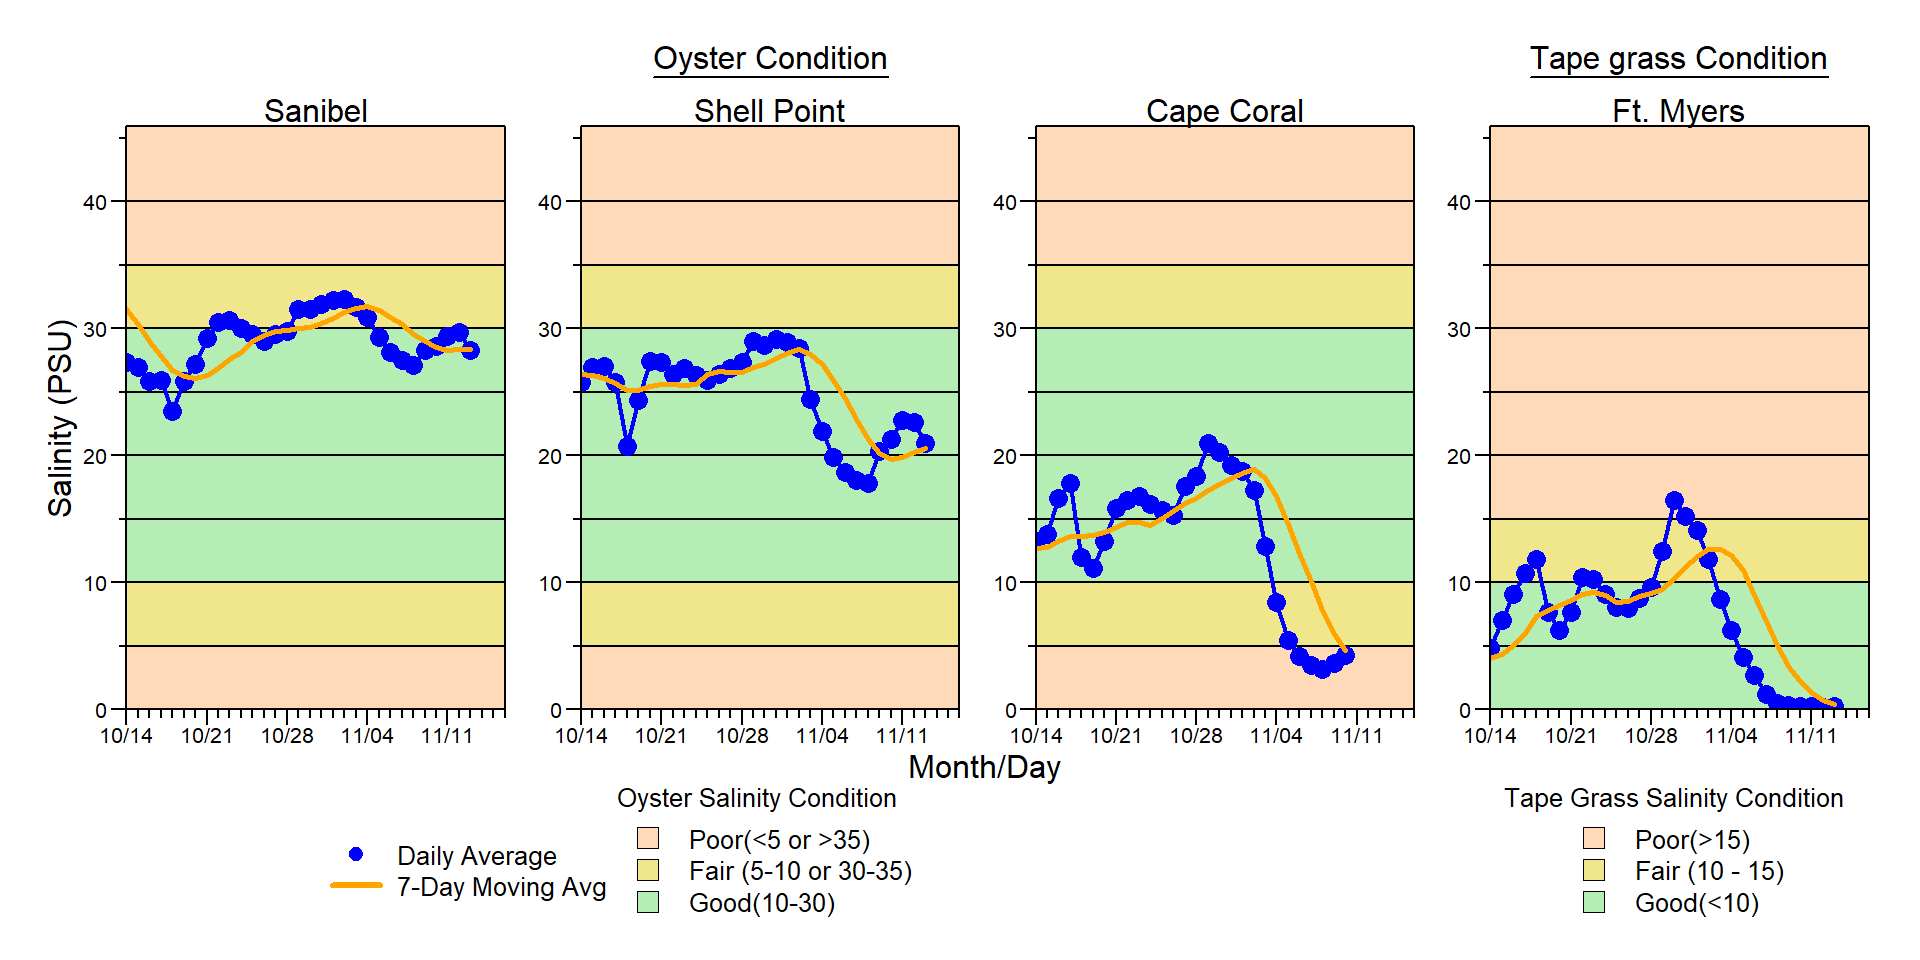 Oyster Condition
Tape grass Condition
Sanibel
Shell Point
Cape Coral
Ft. Myers
Salinity (PSU)
40
30
20
10
0
10/14 10/21 10/28 11/04 11/11
40
30
20
10
0
10/14 10/21 10/28 11/04 11/11
40
30
20
10
0
10/14 10/21 10/28 11/04 11/11
40
30
20
10
0
10/14 10/21 10/28 11/04 11/11
Month/Day
Daily Average
7-Day Moving Avg
Oyster Salinity Condition
Poor(<5 or >35)
Fair (5-10 or 30-35)
Good(10-30)
Tape Grass Salinity Condition
Poor(>15)
Fair (10 - 15)
Good(<10)